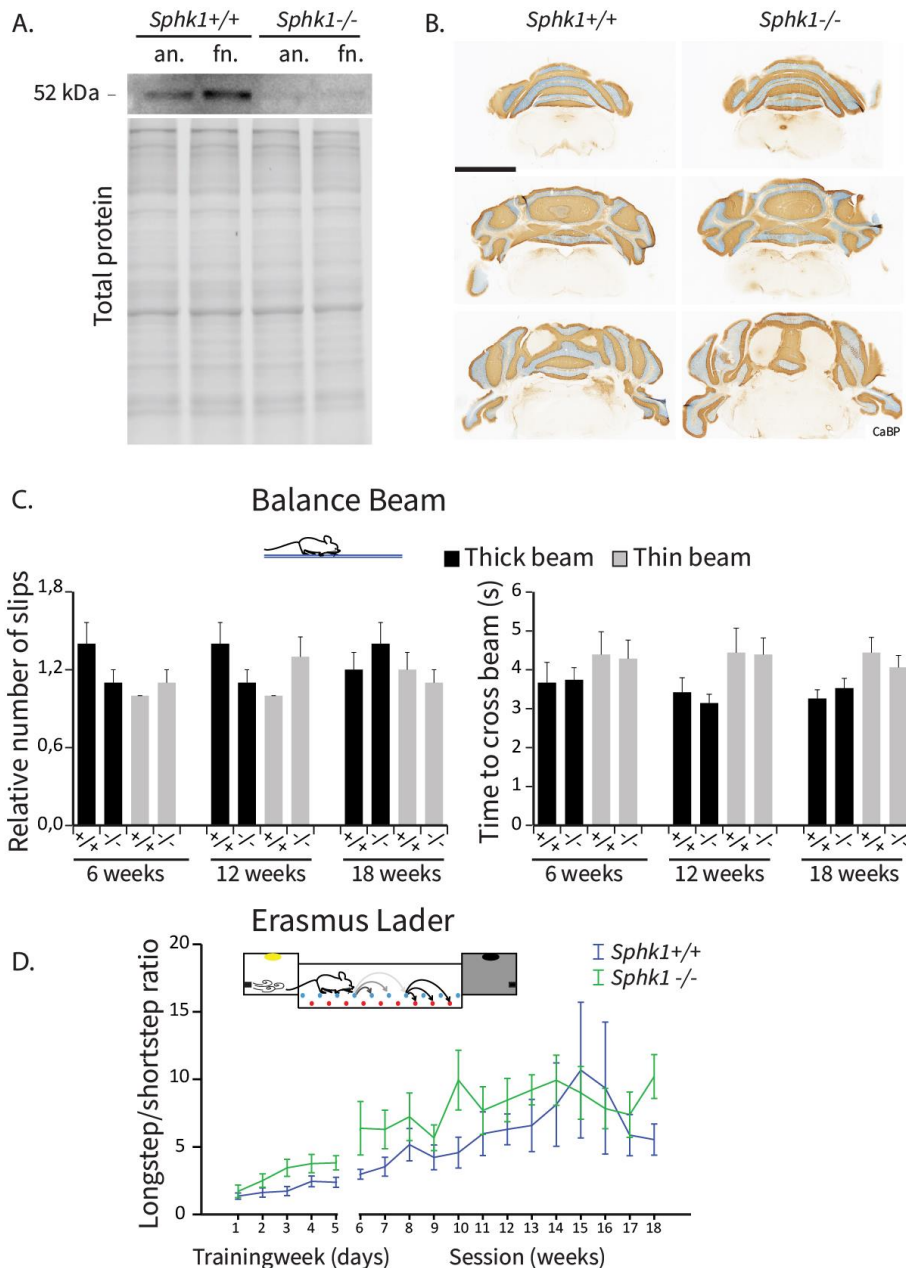 A.
Sphk1+/+ Sphk1-/-
an. fn. an. fn.
52 kDa –
Total protein
B.
Sphk1+/+ Sphk1-/-
CaBP
C.
Balance Beam
Thick beam Thin beam
Relative number of slips
1,8
1,2
0,6
0,0
+/+ -/- +/+ -/- +/+ -/- +/+ -/- +/+ -/- +/+ -/-
6 weeks 12 weeks 18 weeks
Time to cross beam (s)
6
5
4
3
2
1
0
+/+ -/- +/+ -/- +/+ -/- +/+ -/- +/+ -/- +/+ -/-
6 weeks 12 weeks 18 weeks
Erasmus Lader
D.
Sphk1+/+
Sphk1 -/-
Longstep/shortstep ratio
20
15
10
5
0
1 2 3 4 5 6 7 8 9 10 11 12 13 14 15 16 17 18
Trainingweek (days) Session (weeks)